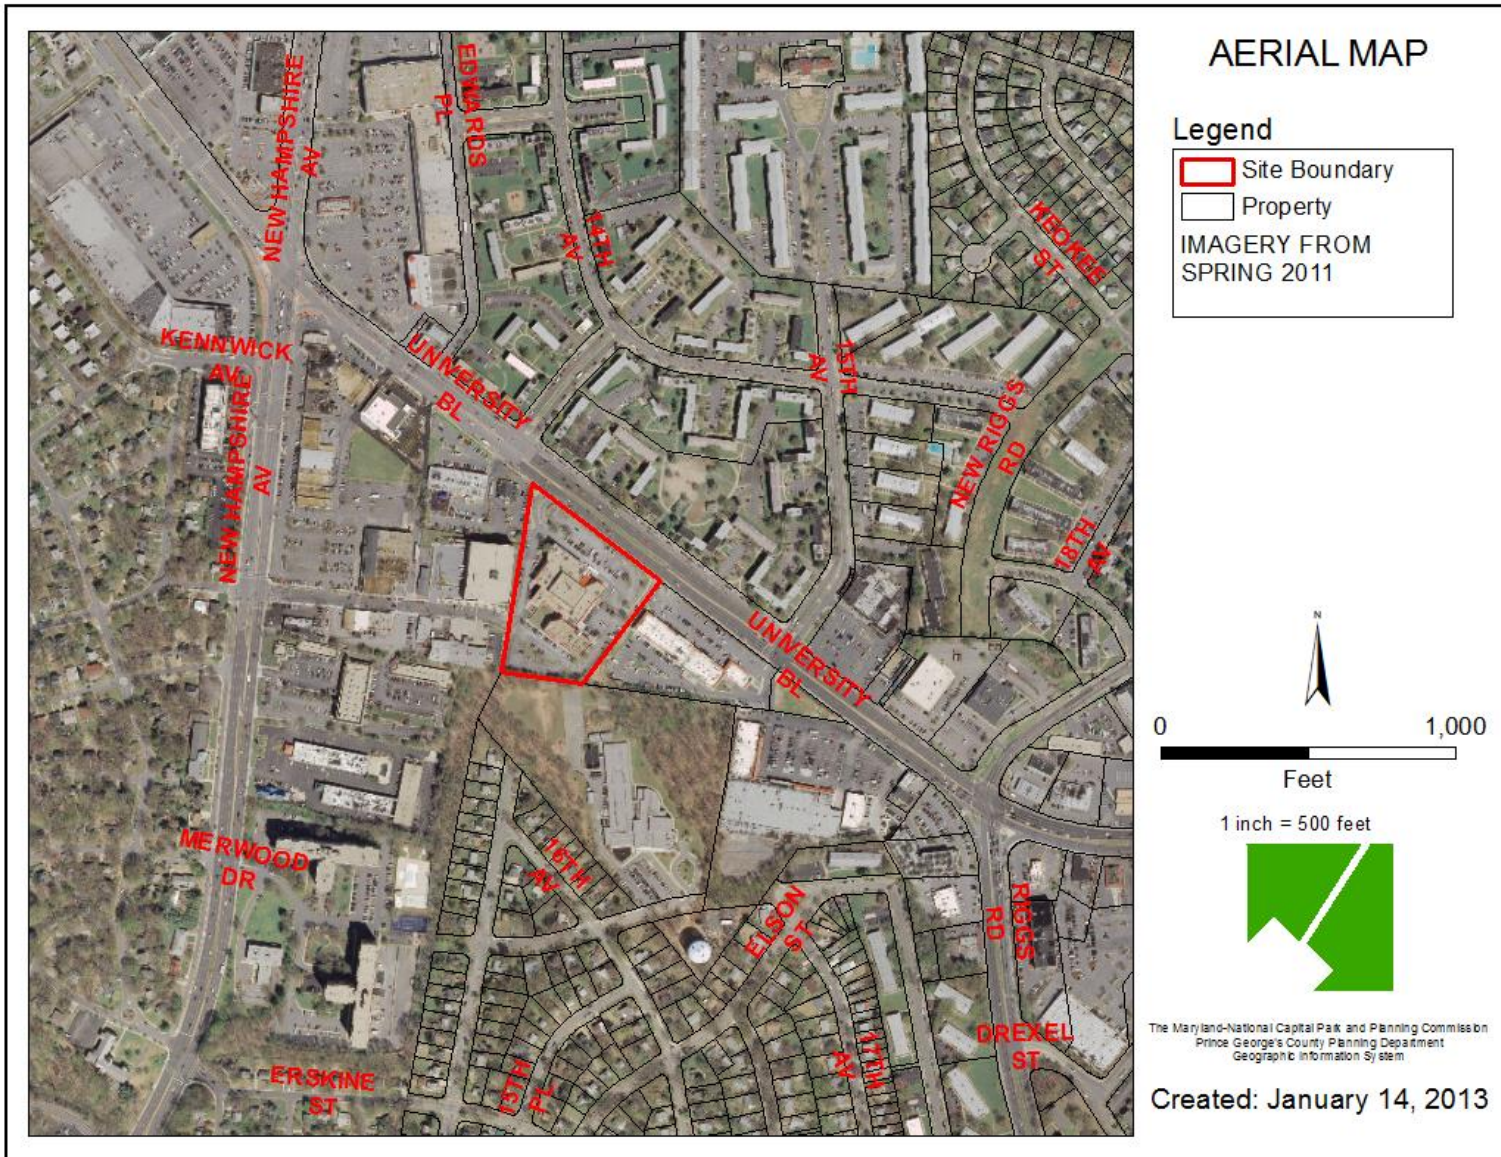 AERIAL MAP
Legend
Site Boundary
Property
IMAGERY FROM
SPRING 2011
N
0 1,000
Feet
1 inch = 500 feet
The Maryland-National Capital Park and Planning Commission
Prince George's County Planning Department
Geographic Information System
Created: January 14, 2013
NEW HAMPSHIRE
AV
EDWARDS
PL
14TH
AV
KEOKEE
ST
KENNWICK
AV
UNIVERSITY
BL
15TH
AV
NEW HAMPSHIRE
AV
NEW RIGGS
RD
18TH
AV
UNIVERSITY
BL
MERWOOD
DR
16TH
AV
ELSON
ST
RIGGS
RD
ERSKINE
ST
15TH
PL
17TH
AV
DREXEL
ST